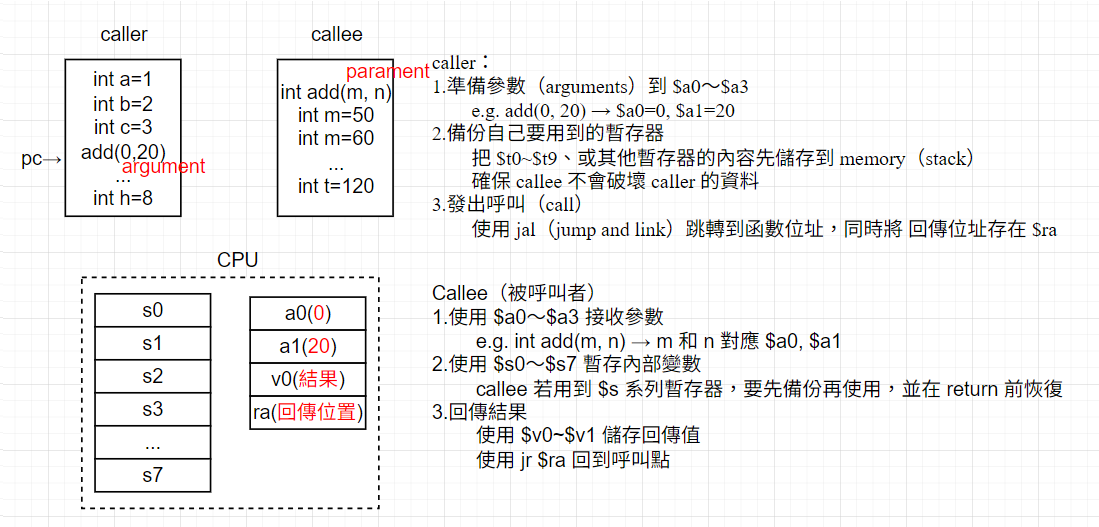 caller
int a=1
int b=2
int c=3
add(0,20)
argument
...
int h=8
pc→
callee
parament
int add(m, n)
int m=50
int m=60
...
int t=120
caller：
1.準備參數（arguments）到 $a0～$a3
e.g. add(0, 20) → $a0=0, $a1=20
2.備份自己要用到的暫存器
把 $t0~$t9、或其他暫存器的內容先儲存到 memory（stack）
確保 callee 不會破壞 caller 的資料
3.發出呼叫（call）
使用 jal（jump and link）跳轉到函數位址，同時將 回傳位址存在 $ra
CPU
s0
s1
s2
s3
...
s7
a0(0)
a1(20)
v0(結果)
ra(回傳位置)
Callee（被呼叫者）
1.使用 $a0～$a3 接收參數
e.g. int add(m, n) → m 和 n 對應 $a0, $a1
2.使用 $s0～$s7 暫存內部變數
callee 若用到 $s 系列暫存器，要先備份再使用，並在 return 前恢復
3.回傳結果
使用 $v0~$v1 儲存回傳值
使用 jr $ra 回到呼叫點